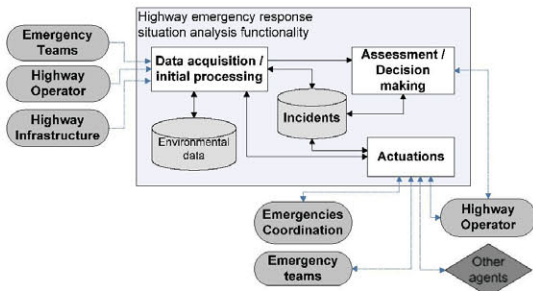 Highway emergency response
situation analysis functionality
Emergency
Teams
Highway
Operator
Highway
Infrastructure
Data acquisition /
initial processing
Assessment /
Decision
making
Environmental
data
Incidents
Actuations
Emergencies
Coordination
Emergency
teams
Highway
Operator
Other
agents